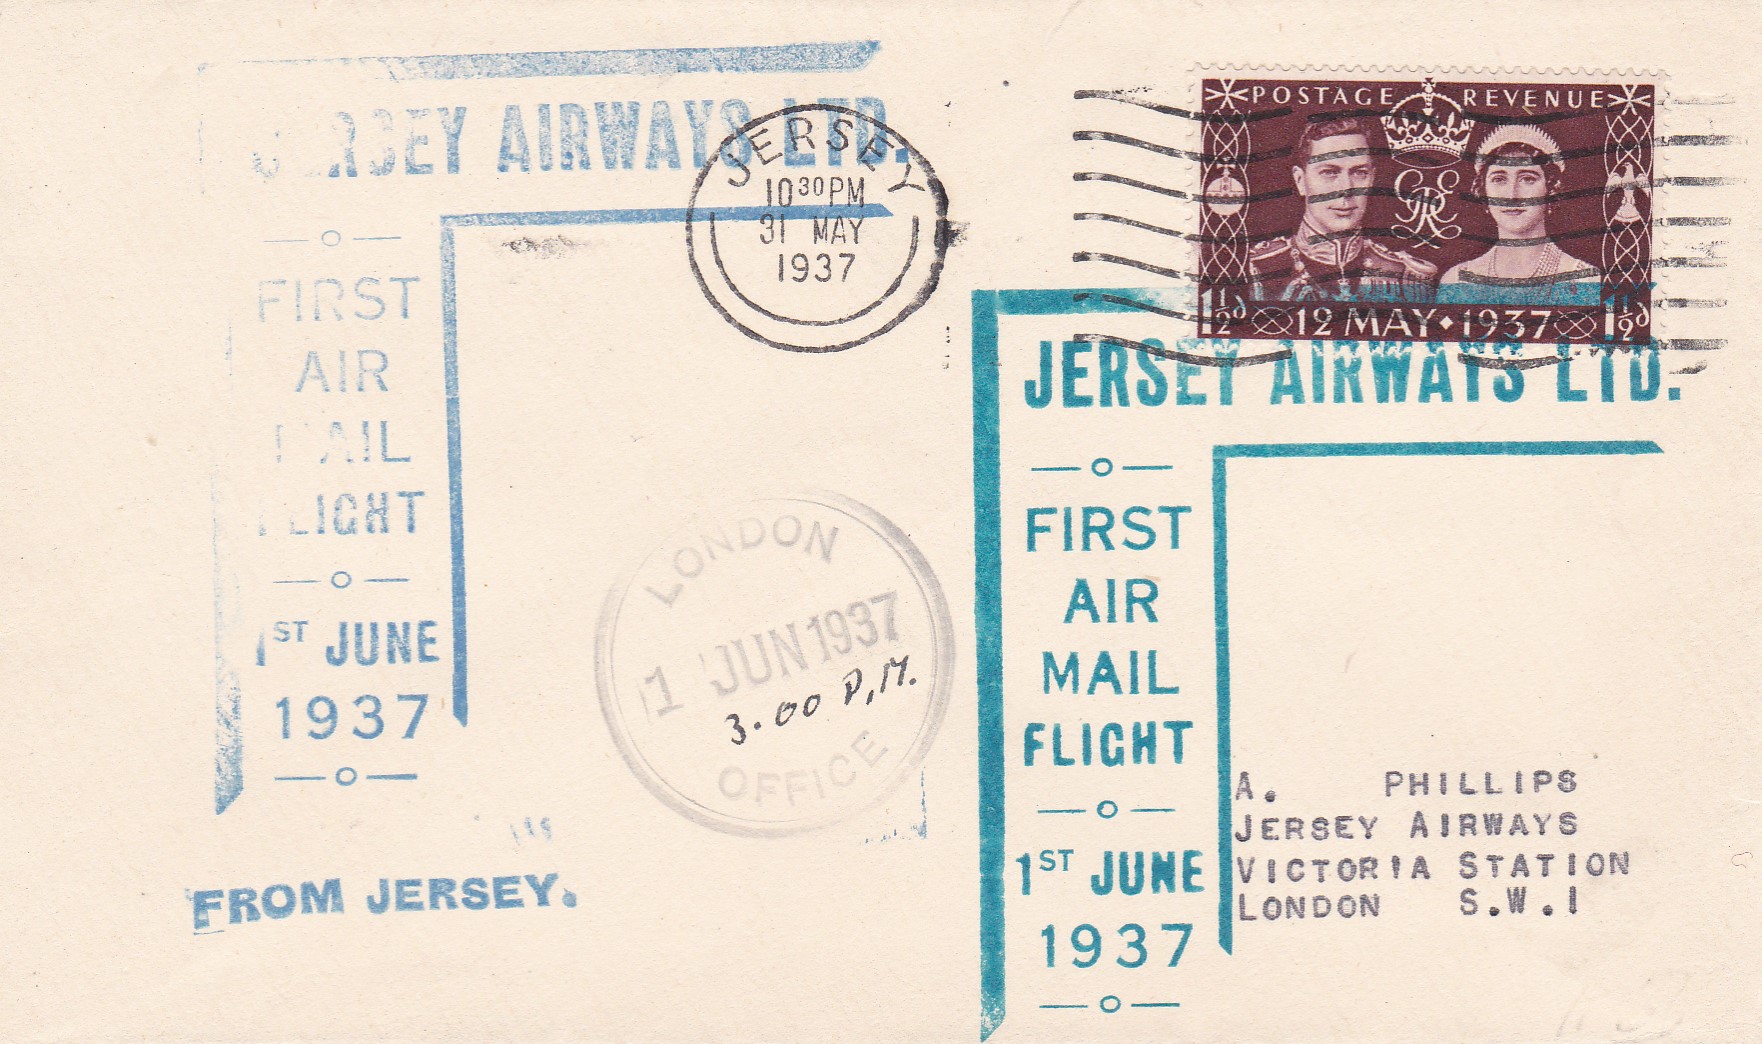 JERSEY AIRWAYS LTD.
FIRST
AIR
MAIL
FLIGHT
1ST JUNE
1937
FROM JERSEY.
JERSEY
10 30 PM
31 MAY
1937
LONDON
1 JUN 1937
3.00 P.M.
OFFICE
POSTAGE REVENUE
GRE
1½d 12 MAY 1937 1½d
JERSEY AIRWAYS LTD.
FIRST
AIR
MAIL
FLIGHT
1ST JUNE
1937
A. PHILLIPS
JERSEY AIRWAYS
VICTORIA STATION
LONDON S.W.1